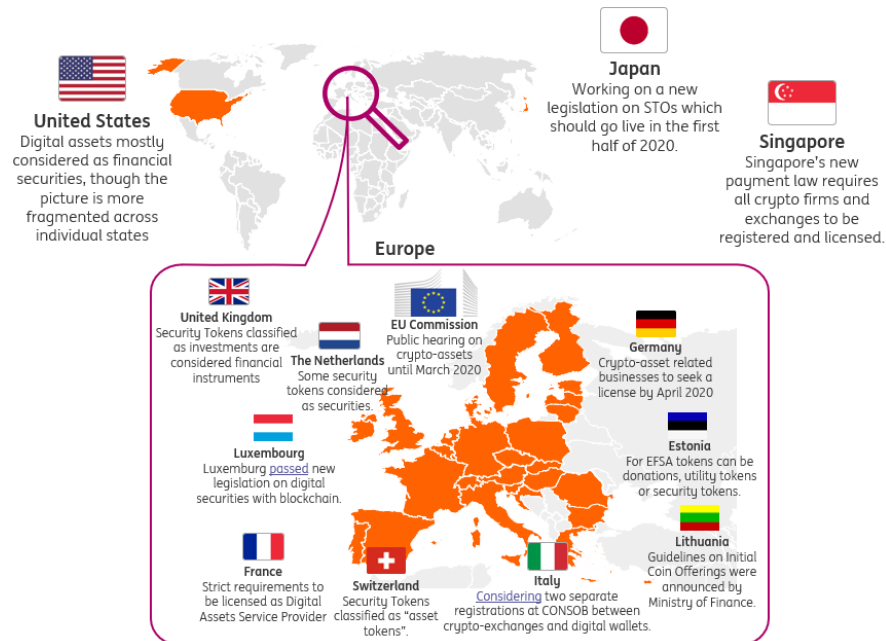 United States
Digital assets mostly
considered as financial
securities, though the
picture is more
fragmented across
individual states
Japan
Working on a new
legislation on STOs which
should go live in the first
half of 2020.
Singapore
Singapore's new
payment law requires
all crypto firms and
exchanges to be
registered and licensed.
Europe
United Kingdom
Security Tokens classified
as investments are
considered financial
instruments
The Netherlands
Some security
tokens considered
as securities.
EU Commission
Public hearing on
crypto-assets
until March 2020
Germany
Crypto-asset related
businesses to seek a
license by April 2020
Luxembourg
Luxemburg passed new
legislation on digital
securities with blockchain.
Estonia
For EFSA tokens can be
donations, utility tokens
or security tokens.
Lithuania
Guidelines on Initial
Coin Offerings were
announced by
Ministry of Finance.
France
Strict requirements to
be licensed as Digital
Assets Service Provider
Switzerland
Security Tokens
classified as “asset
tokens”.
Italy
Considering two separate
registrations at CONSOB between
crypto-exchanges and digital wallets.